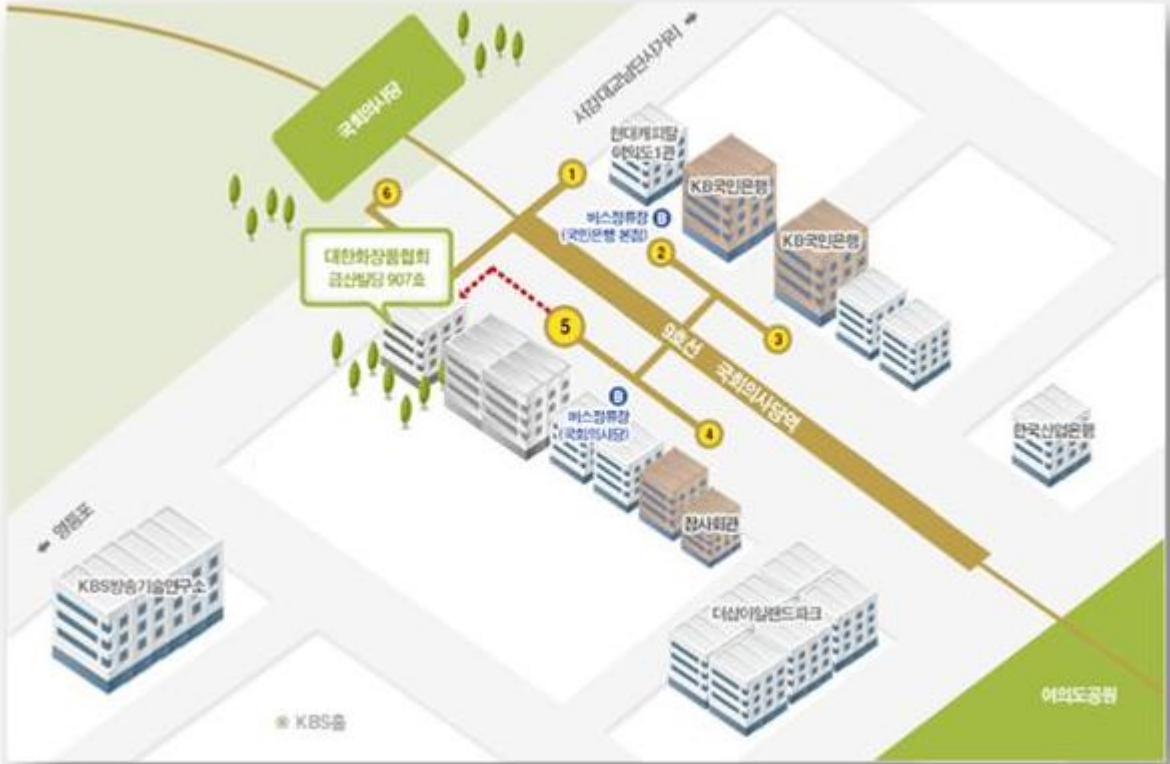 국회의사당
서강대교남단사거리
현대캐피탈
여의도1관
KB국민은행
KB국민은행
버스정류장 B
(국민은행 본점)
1
2
3
4
5
6
대한화장품협회
금산빌딩 907호
9호선 국회의사당역
B
버스정류장
(국회의사당)
한국산업은행
잠사회관
영등포
KBS방송기술연구소
더샵아일랜드파크
여의도공원
KBS홀